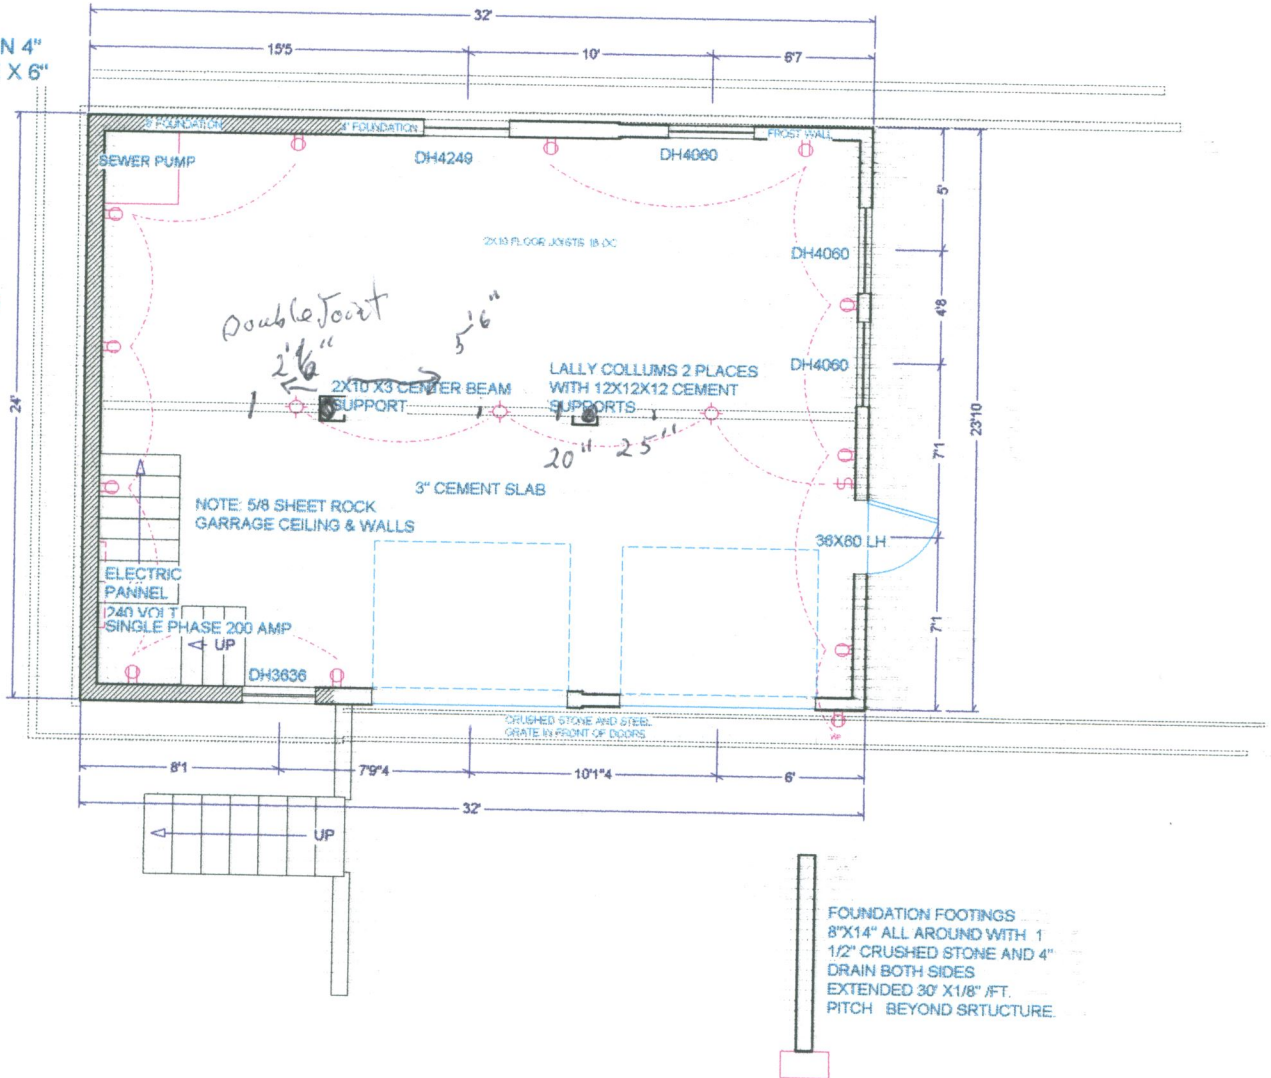 32'
N 4"
X 6"
15'5
10'
6'7
8' FOUNDATION
4' FOUNDATION
FROST WALL
SEWER PUMP
DH4249
DH4060
5'
2X10 FLOOR JOISTS 16 OC
DH4060
4'8
Double Joist
5'6"
2'6"
DH4060
2X10 X3 CENTER BEAM
SUPPORT
LALLY COLLUMS 2 PLACES
WITH 12X12X12 CEMENT
SUPPORTS
24'
23'10
20" 25"
7'1
3" CEMENT SLAB
S
NOTE: 5/8 SHEET ROCK
GARRAGE CEILING & WALLS
36X80 LH
ELECTRIC
PANNEL
240 VOLT
SINGLE PHASE 200 AMP
UP
7'1
DH3636
CRUSHED STONE AND STEEL
GRATE IN FRONT OF DOORS
WP
8'1
7'9"4
10'1"4
6'
32'
UP
FOUNDATION FOOTINGS
8"X14" ALL AROUND WITH 1
1/2" CRUSHED STONE AND 4"
DRAIN BOTH SIDES
EXTENDED 30' X1/8" /FT.
PITCH BEYOND SRTUCTURE.